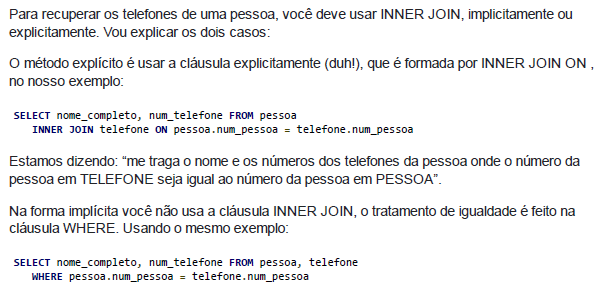 Para recuperar os telefones de uma pessoa, você deve usar INNER JOIN, implicitamente ou
explicitamente. Vou explicar os dois casos:
O método explícito é usar a cláusula explicitamente (duh!), que é formada por INNER JOIN ON ,
no nosso exemplo:
SELECT nome_completo, num_telefone FROM pessoa
INNER JOIN telefone ON pessoa.num_pessoa = telefone.num_pessoa
Estamos dizendo: “me traga o nome e os números dos telefones da pessoa onde o número da
pessoa em TELEFONE seja igual ao número da pessoa em PESSOA”.
Na forma implícita você não usa a cláusula INNER JOIN, o tratamento de igualdade é feito na
cláusula WHERE. Usando o mesmo exemplo:
SELECT nome_completo, num_telefone FROM pessoa, telefone
WHERE pessoa.num_pessoa = telefone.num_pessoa